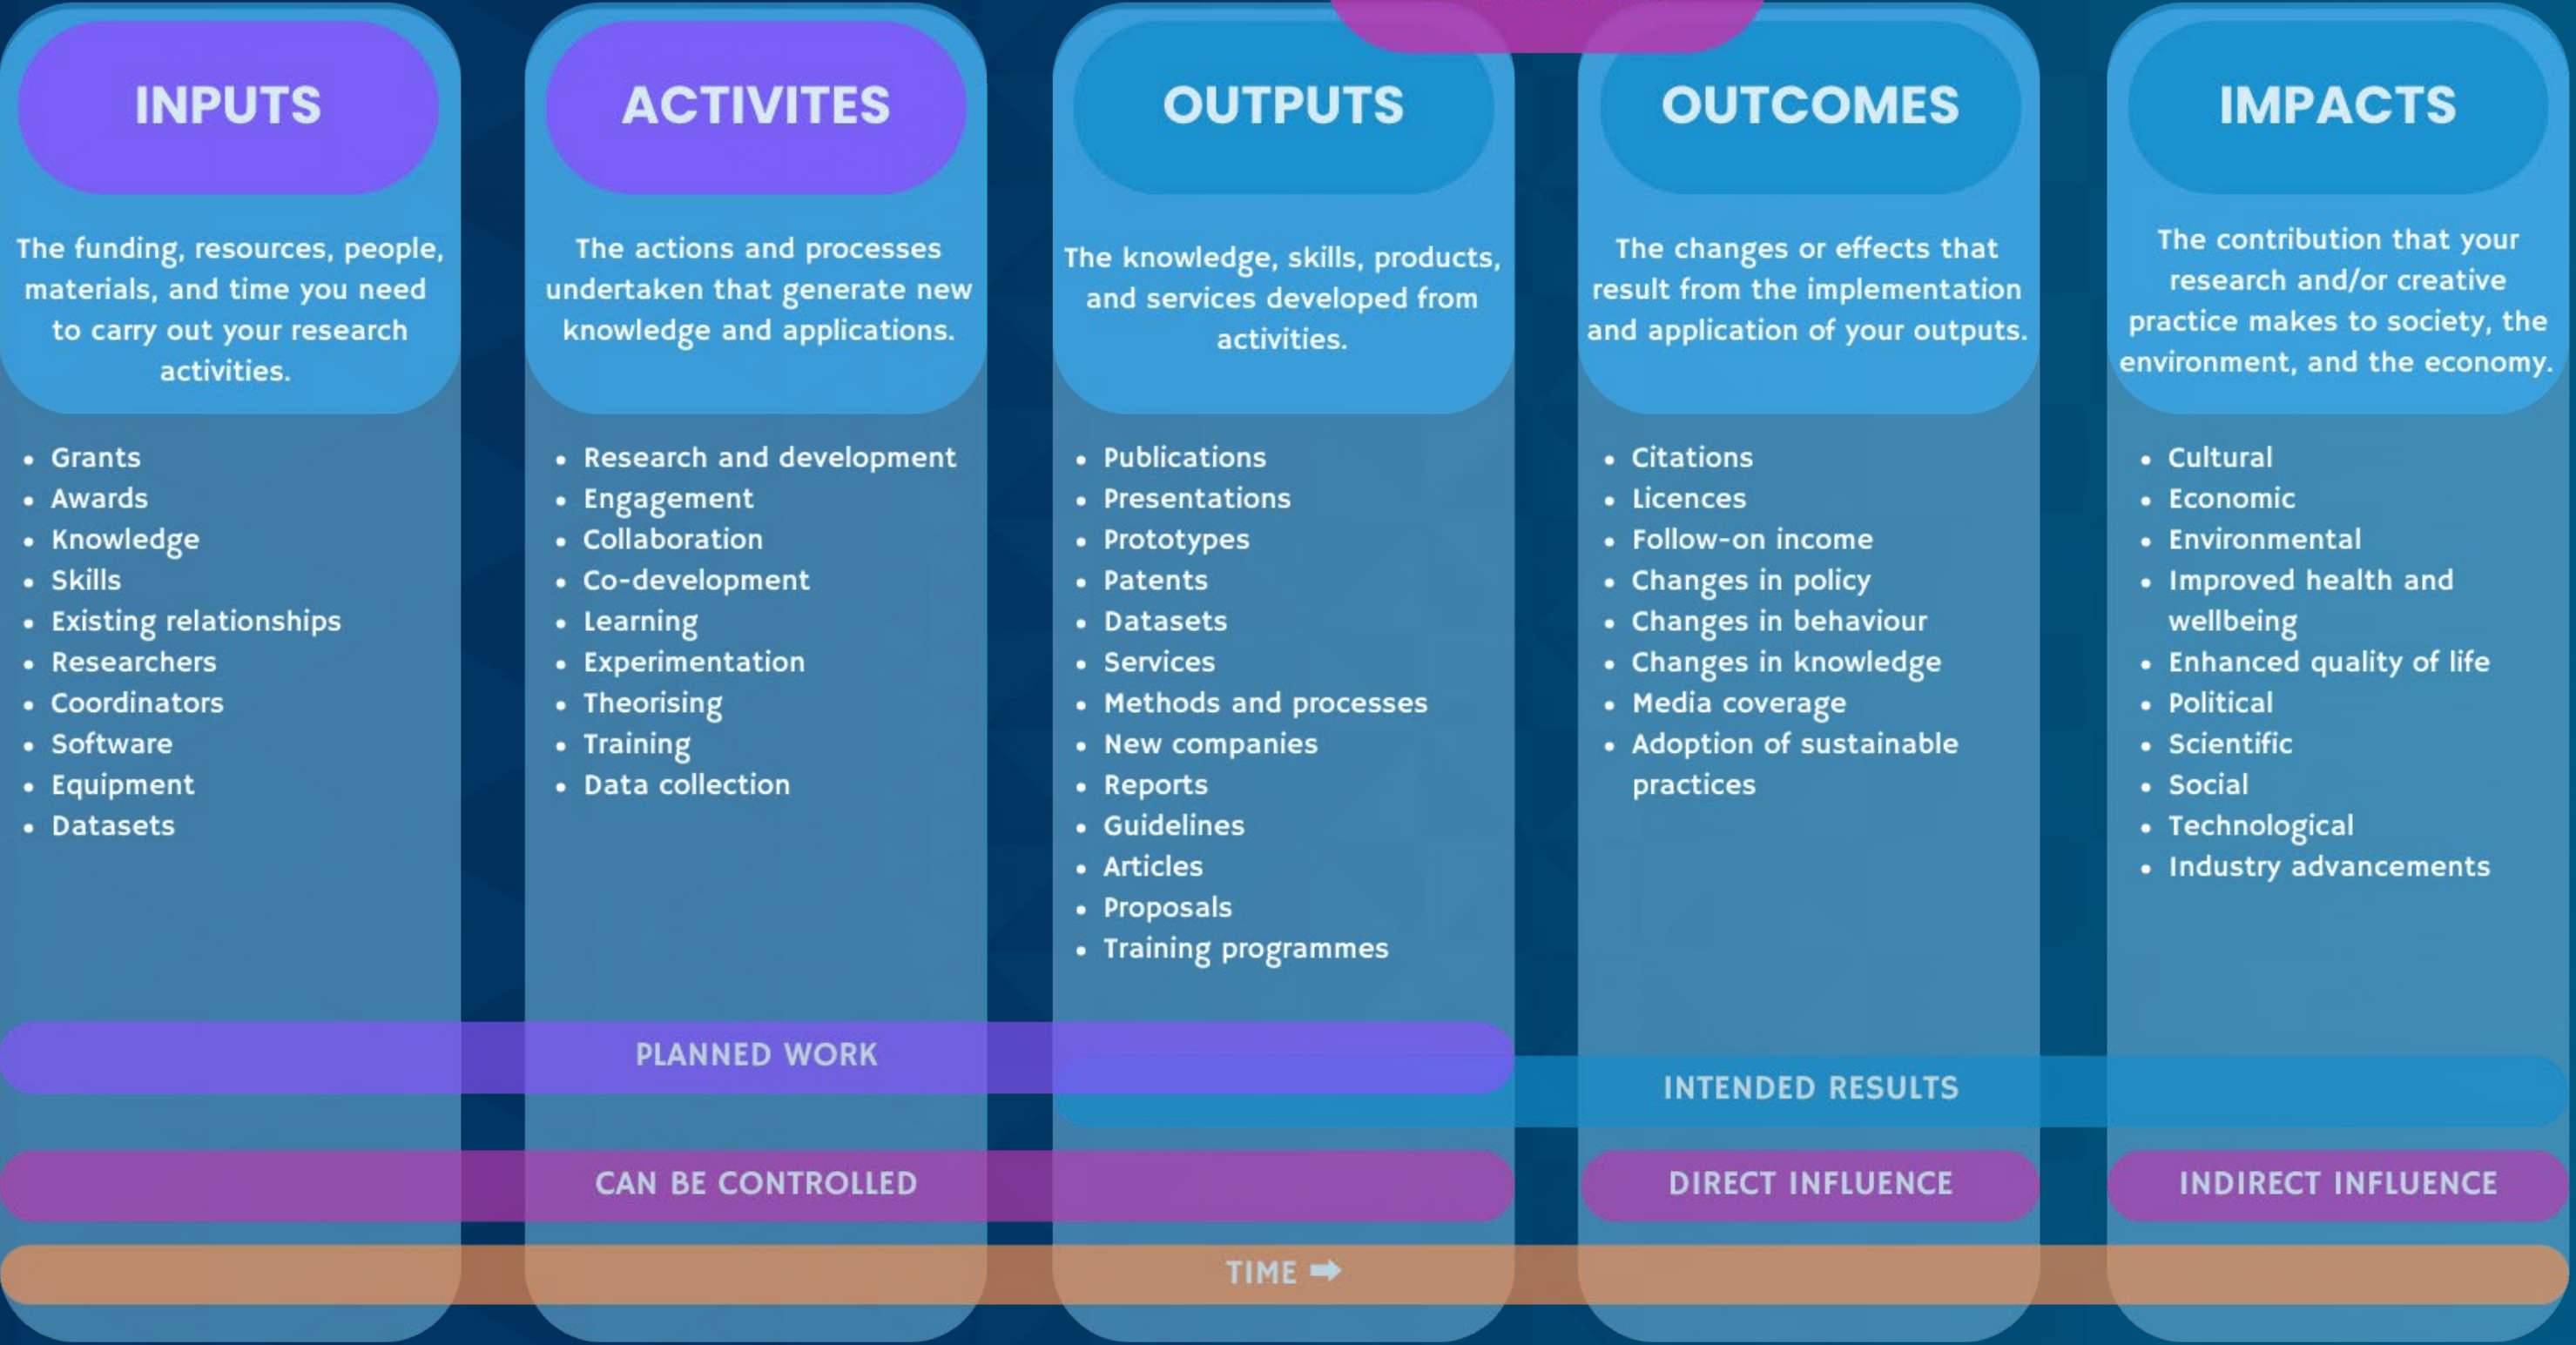 INPUTS
The funding, resources, people,
materials, and time you need
to carry out your research
activities.
• Grants
• Awards
• Knowledge
• Skills
• Existing relationships
• Researchers
• Coordinators
• Software
• Equipment
• Datasets
ACTIVITES
The actions and processes
undertaken that generate new
knowledge and applications.
• Research and development
• Engagement
• Collaboration
• Co-development
• Learning
• Experimentation
• Theorising
• Training
• Data collection
OUTPUTS
The knowledge, skills, products,
and services developed from
activities.
• Publications
• Presentations
• Prototypes
• Patents
• Datasets
• Services
• Methods and processes
• New companies
• Reports
• Guidelines
• Articles
• Proposals
• Training programmes
OUTCOMES
The changes or effects that
result from the implementation
and application of your outputs.
• Citations
• Licences
• Follow-on income
• Changes in policy
• Changes in behaviour
• Changes in knowledge
• Media coverage
• Adoption of sustainable
practices
IMPACTS
The contribution that your
research and/or creative
practice makes to society, the
environment, and the economy.
• Cultural
• Economic
• Environmental
• Improved health and
wellbeing
• Enhanced quality of life
• Political
• Scientific
• Social
• Technological
• Industry advancements
PLANNED WORK
INTENDED RESULTS
CAN BE CONTROLLED
DIRECT INFLUENCE
INDIRECT INFLUENCE
TIME ➡